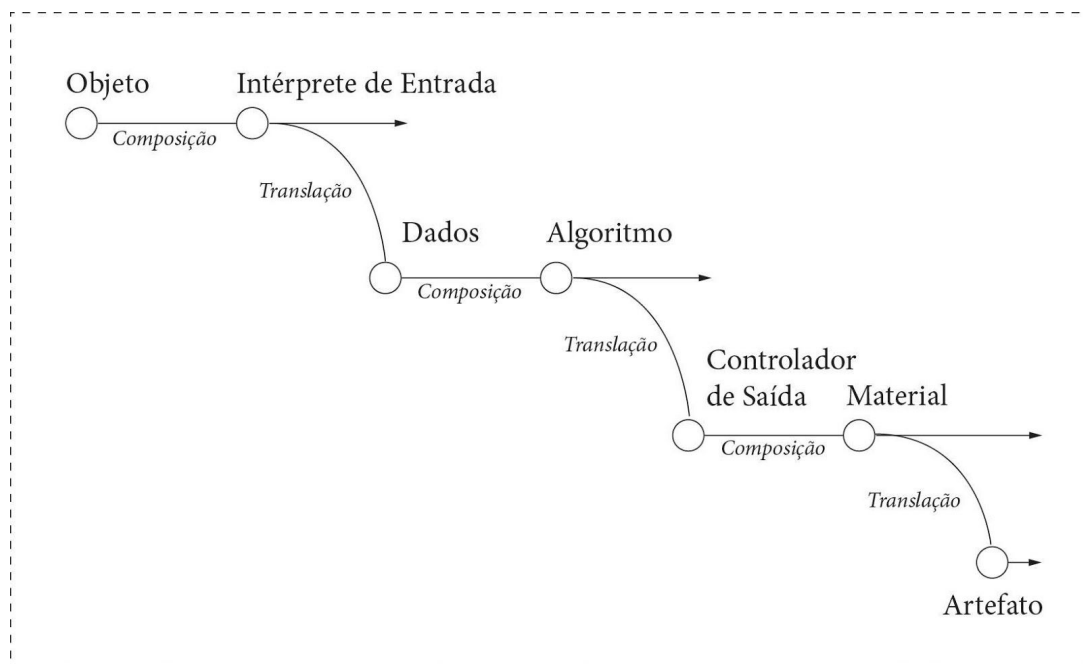 Objeto
Intérprete de Entrada
Composição
Translação
Dados
Algoritmo
Composição
Translação
Controlador
de Saída
Material
Composição
Translação
Artefato